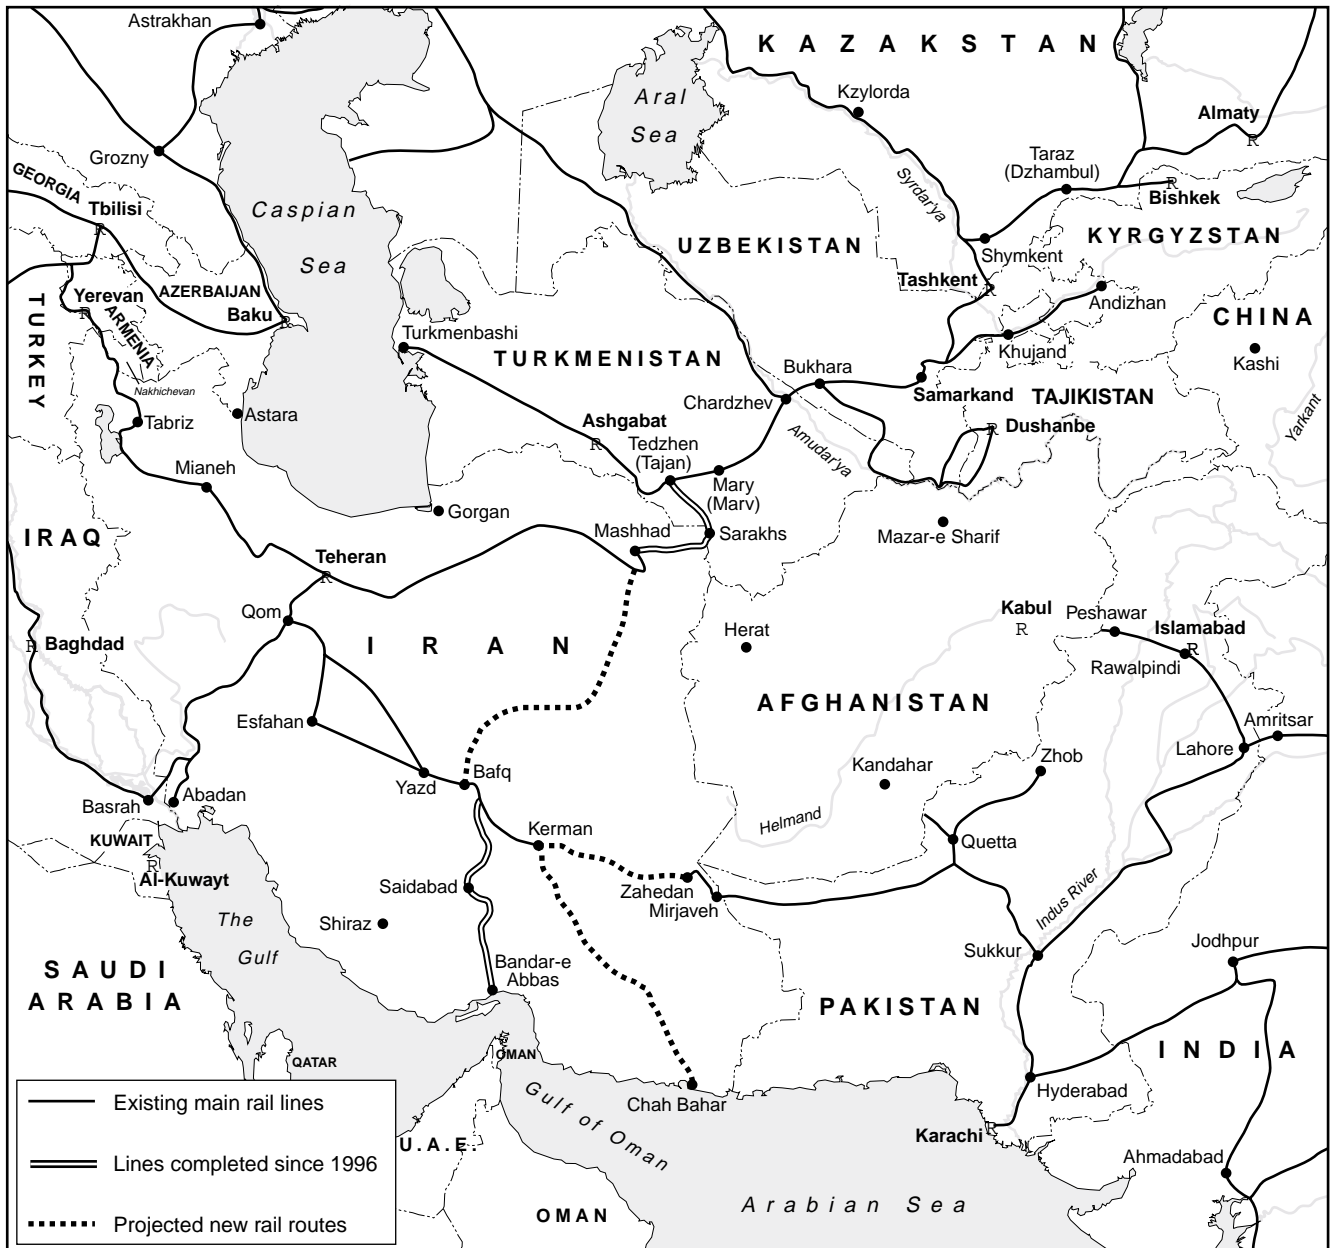 Astrakhan
K A Z A K S T A N
Aral
Sea
Kzylorda
Almaty
R
Grozny
Taraz
(Dzhambul)
R
Bishkek
GEORGIA
Tbilisi
R
Syrdar'ya
Caspian
Sea
UZBEKISTAN
KYRGYZSTAN
Shymkent
Tashkent
R
Andizhan
TURKEY
Yerevan
R
AZERBAIJAN
ARMENIA
Baku
R
Turkmenbashi
CHINA
Kashi
Khujand
TURKMENISTAN
Bukhara
Nakhichevan
Samarkand
TAJIKISTAN
Chardzhev
Tabriz
Astara
Ashgabat
R
Dushanbe
R
Yarkant
Tedzhen
(Tajan)
Amudar'ya
Mianeh
Mary
(Marv)
Gorgan
IRAQ
Mashhad
Sarakhs
Mazar-e Sharif
Teheran
R
Qom
Kabul
R
Peshawar
Islamabad
R
Rawalpindi
Baghdad
R
I R A N
Herat
AFGHANISTAN
Esfahan
Amritsar
Lahore
Zhob
Kandahar
Yazd
Bafq
Basrah
Abadan
Helmand
Kerman
Quetta
KUWAIT
R
Al-Kuwayt
Saidabad
Zahedan
Mirjaveh
Indus River
The
Gulf
Shiraz
Sukkur
Jodhpur
SAUDI
ARABIA
Bandar-e
Abbas
PAKISTAN
INDIA
QATAR
OMAN
Hyderabad
Chah Bahar
Gulf of Oman
Karachi
R
U.A.E.
Ahmadabad
Arabian Sea
OMAN
Existing main rail lines
Lines completed since 1996
Projected new rail routes